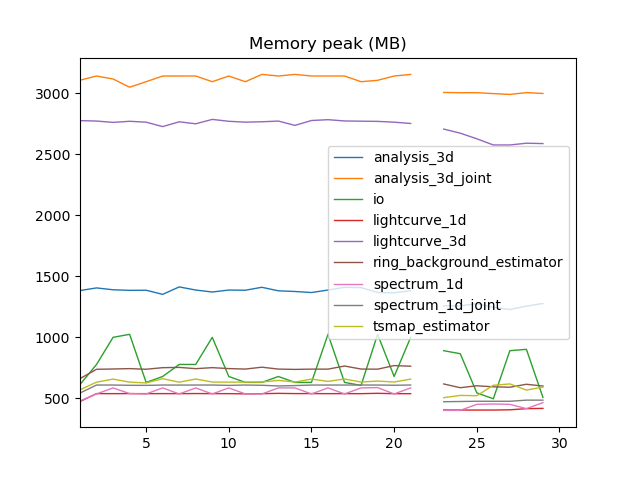 Memory peak (MB)
3000
2500
2000
1500
1000
500
analysis_3d
analysis_3d_joint
io
lightcurve_1d
lightcurve_3d
ring_background_estimator
spectrum_1d
spectrum_1d_joint
tsmap_estimator
5 10 15 20 25 30